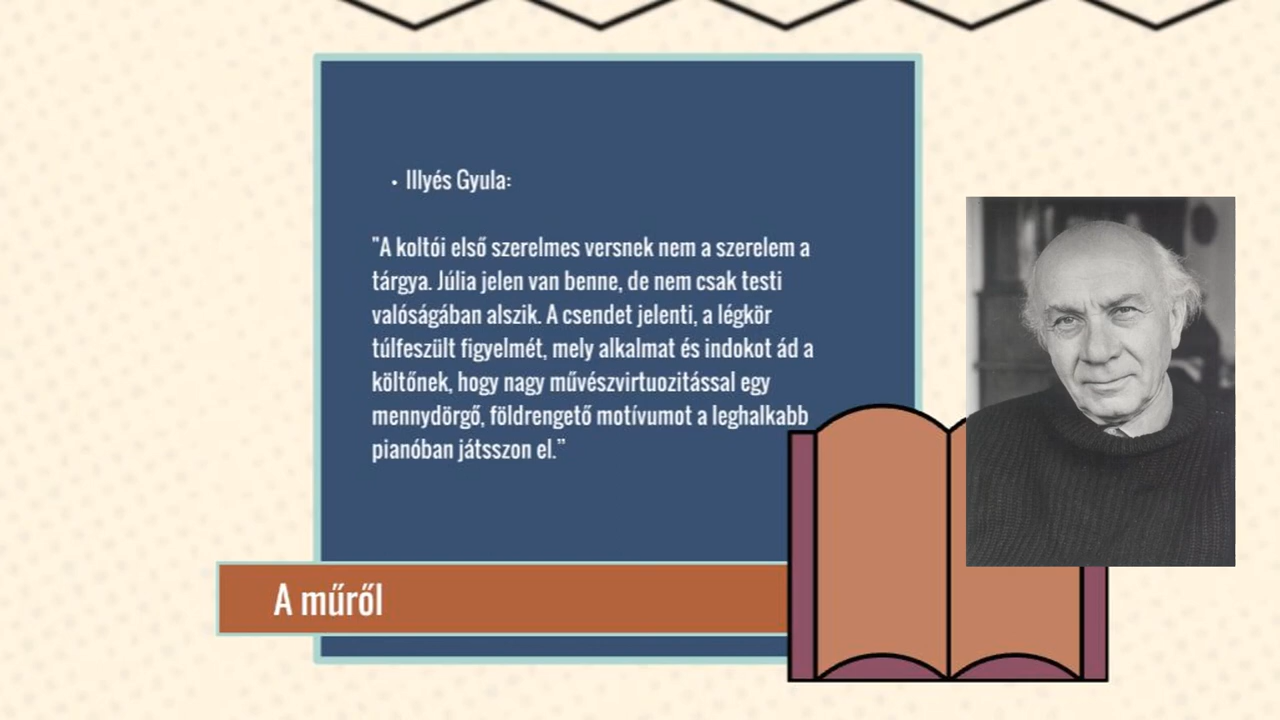 • Illyés Gyula:
"A koltói első szerelmes versnek nem a szerelem a
tárgya. Júlia jelen van benne, de nem csak testi
valóságában alszik. A csendet jelenti, a légkör
túlfeszült figyelmét, mely alkalmat és indokot ád a
költőnek, hogy nagy művészvirtuozitással egy
mennydörgő, földrengető motívumot a leghalkabb
pianóban játsszon el.”
A műről